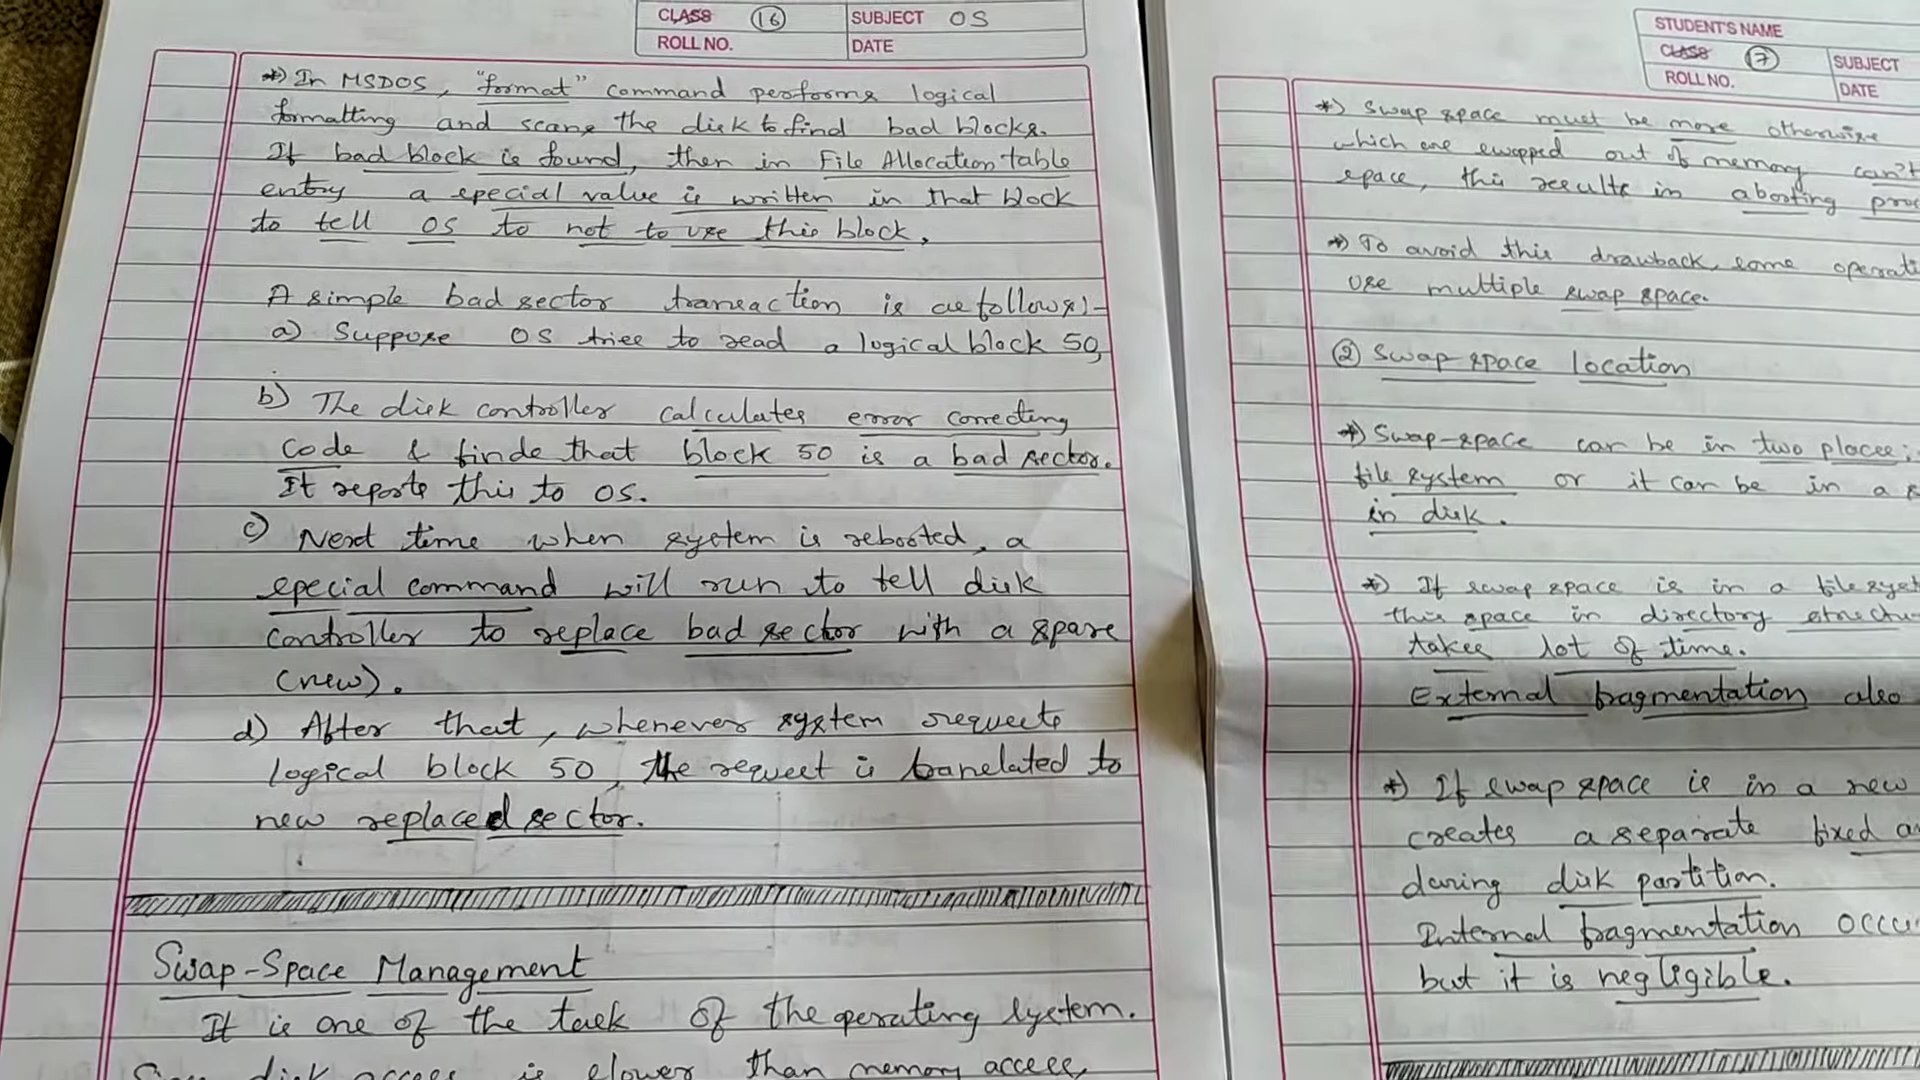 CLASS 16 SUBJECT OS
ROLL NO. DATE
*) In MSDOS, "format" command performs logical
formatting and scans the disk to find bad blocks.
If bad block is found, then in File Allocation table
entry a special value is written in that block
to tell OS to not to use this block.
A simple bad sector transaction is as follows:-
a) Suppose OS tries to read a logical block 50,
b) The disk controller calculates error correcting
code & finds that block 50 is a bad sector.
It reports this to OS.
c) Next time when system is rebooted, a
special command will run to tell disk
controller to replace bad sector with a spare
(new).
d) After that, whenever system requests
logical block 50, the request is translated to
new replaced sector.
Swap-Space Management
It is one of the task of the operating system.
disk access is slower than memory access,
STUDENT'S NAME
CLASS 17 SUBJECT
ROLL NO. DATE
*) Swap space must be more otherwise
which are swapped out of memory can't
space, this results in aborting
*) To avoid this drawback, some
use multiple swap space.
② Swap space location
*) Swap-space can be in two places:
file system or it can be in a
in disk.
*) If swap space is in a file
this space in directory
takes lot of time.
External fragmentation also
*) If swap space is in a new
creates a separate fixed
during disk partition.
Internal fragmentation
but it is negligible.